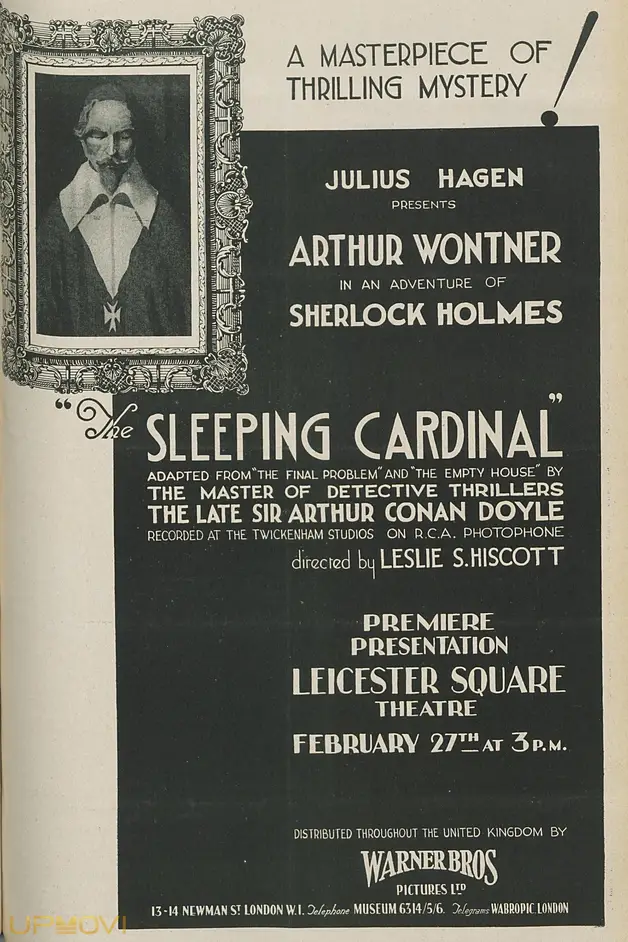 A MASTERPIECE OF
THRILLING MYSTERY!
JULIUS HAGEN
PRESENTS
ARTHUR WONTNER
IN AN ADVENTURE OF
SHERLOCK HOLMES
"The SLEEPING CARDINAL"
ADAPTED FROM "THE FINAL PROBLEM" AND "THE EMPTY HOUSE" BY
THE MASTER OF DETECTIVE THRILLERS
THE LATE SIR ARTHUR CONAN DOYLE
RECORDED AT THE TWICKENHAM STUDIOS ON R.C.A. PHOTOPHONE
directed by LESLIE S. HISCOTT
PREMIERE
PRESENTATION
LEICESTER SQUARE
THEATRE
FEBRUARY 27TH AT 3 P.M.
DISTRIBUTED THROUGHOUT THE UNITED KINGDOM BY
WARNER BROS
PICTURES LTD
13-14 NEWMAN ST LONDON W.1. Telephone MUSEUM 6314/5/6. Telegrams WABROPIC, LONDON
UPMOVI